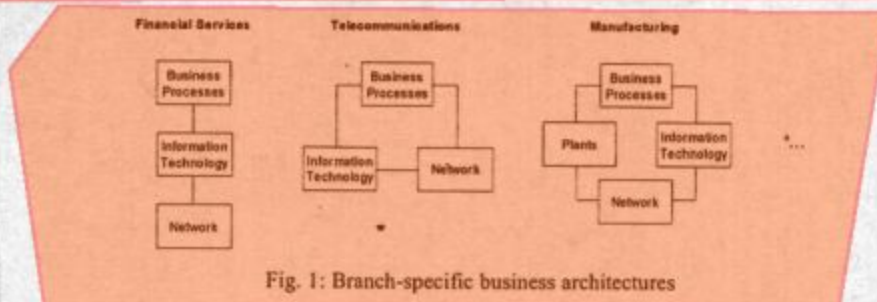 Financial Services
Telecommunications
Manufacturing
Business
Processes
Information
Technology
Network
Business
Processes
Information
Technology
Network
Business
Processes
Plants
Information
Technology
Network
...
Fig. 1: Branch-specific business architectures